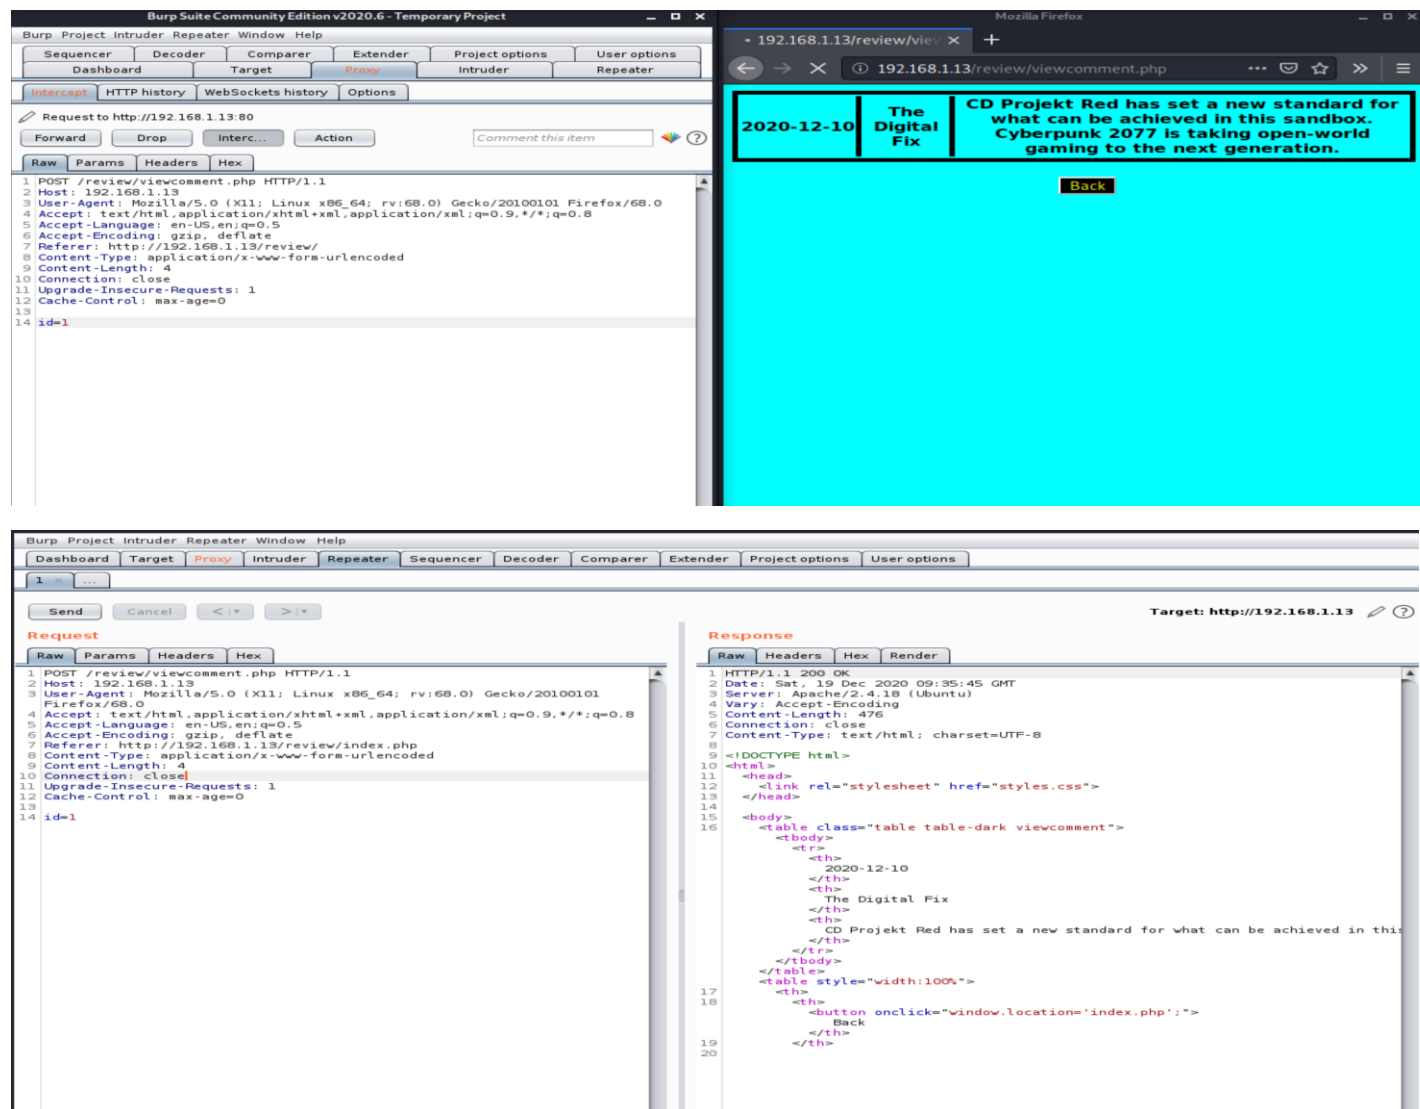 Burp Suite Community Edition v2020.6 - Temporary Project
Burp Project Intruder Repeater Window Help
Sequencer Decoder Comparer Extender Project options User options
Dashboard Target Proxy Intruder Repeater
Intercept HTTP history WebSockets history Options
Request to http://192.168.1.13:80
Forward Drop Interc... Action Comment this item ?
Raw Params Headers Hex
1 POST /review/viewcomment.php HTTP/1.1
2 Host: 192.168.1.13
3 User-Agent: Mozilla/5.0 (X11; Linux x86_64; rv:68.0) Gecko/20100101 Firefox/68.0
4 Accept: text/html,application/xhtml+xml,application/xml;q=0.9,*/*;q=0.8
5 Accept-Language: en-US,en;q=0.5
6 Accept-Encoding: gzip, deflate
7 Referer: http://192.168.1.13/review/
8 Content-Type: application/x-www-form-urlencoded
9 Content-Length: 4
10 Connection: close
11 Upgrade-Insecure-Requests: 1
12 Cache-Control: max-age=0
13
14 id=1
Mozilla Firefox
192.168.1.13/review/view
192.168.1.13/review/viewcomment.php
2020-12-10
The
Digital
Fix
CD Projekt Red has set a new standard for
what can be achieved in this sandbox.
Cyberpunk 2077 is taking open-world
gaming to the next generation.
Back
Burp Project Intruder Repeater Window Help
Dashboard Target Proxy Intruder Repeater Sequencer Decoder Comparer Extender Project options User options
1 × ...
Send Cancel < > Target: http://192.168.1.13 ?
Request
Raw Params Headers Hex
1 POST /review/viewcomment.php HTTP/1.1
2 Host: 192.168.1.13
3 User-Agent: Mozilla/5.0 (X11; Linux x86_64; rv:68.0) Gecko/20100101
Firefox/68.0
4 Accept: text/html,application/xhtml+xml,application/xml;q=0.9,*/*;q=0.8
5 Accept-Language: en-US,en;q=0.5
6 Accept-Encoding: gzip, deflate
7 Referer: http://192.168.1.13/review/index.php
8 Content-Type: application/x-www-form-urlencoded
9 Content-Length: 4
10 Connection: close
11 Upgrade-Insecure-Requests: 1
12 Cache-Control: max-age=0
13
14 id=1
Response
Raw Headers Hex Render
1 HTTP/1.1 200 OK
2 Date: Sat, 19 Dec 2020 09:35:45 GMT
3 Server: Apache/2.4.18 (Ubuntu)
4 Vary: Accept-Encoding
5 Content-Length: 476
6 Connection: close
7 Content-Type: text/html; charset=UTF-8
8
9 <!DOCTYPE html>
10 <html>
11 <head>
12 <link rel="stylesheet" href="styles.css">
13 </head>
14
15 <body>
16 <table class="table table-dark viewcomment">
<tbody>
<tr>
<th>
2020-12-10
</th>
<th>
The Digital Fix
</th>
<th>
CD Projekt Red has set a new standard for what can be achieved in this
</th>
</tr>
</tbody>
</table>
<table style="width:100%">
17 <th>
18 <th>
<button onclick="window.location='index.php';">
Back
</th>
19 </th>
20